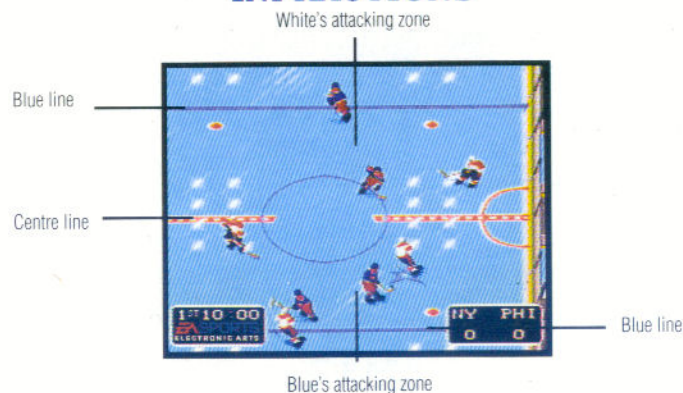 White's attacking zone
Blue line
Centre line
1ST 10:00
EA SPORTS
ELECTRONIC ARTS
NY PHI
0 0
Blue line
Blue's attacking zone